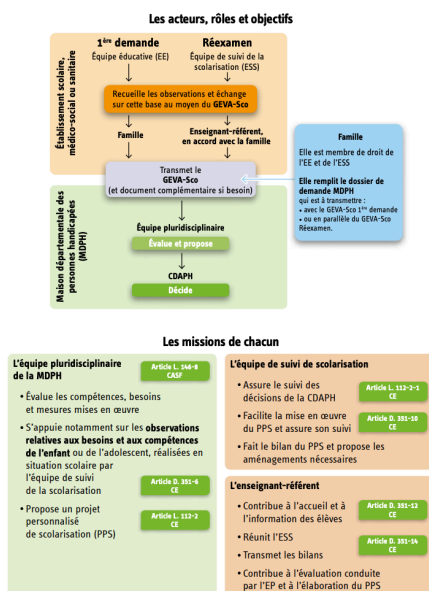 Les acteurs, rôles et objectifs
1ère demande
Équipe éducative (EE)
Réexamen
Équipe de suivi de la
scolarisation (ESS)
Établissement scolaire,
médico-social ou sanitaire
Recueille les observations et échange
sur cette base au moyen du GEVA-Sco
Famille
Enseignant-référent,
en accord avec la famille
Transmet le
GEVA-Sco
(et document complémentaire si besoin)
Famille
Elle est membre de droit de
l'EE et de l'ESS
Elle remplit le dossier de
demande MDPH
qui est à transmettre :
• avec le GEVA-Sco 1ère demande
• ou en parallèle du GEVA-Sco
Réexamen.
Maison départementale des
personnes handicapées
(MDPH)
Équipe pluridisciplinaire
Évalue et propose
CDAPH
Décide
Les missions de chacun
L'équipe pluridisciplinaire
de la MDPH
Article L. 146-8
CASF
• Évalue les compétences, besoins
et mesures mises en œuvre
• S'appuie notamment sur les observations
relatives aux besoins et aux compétences
de l'enfant ou de l'adolescent, réalisées en
situation scolaire par
l'équipe de suivi
de la scolarisation
Article D. 351-6
CE
• Propose un projet
personnalisé
de scolarisation (PPS)
Article L. 112-2
CE
L'équipe de suivi de scolarisation
• Assure le suivi des
décisions de la CDAPH
Article L. 112-2-1
CE
• Facilite la mise en œuvre
du PPS et assure son suivi
Article D. 351-10
CE
• Fait le bilan du PPS et propose les
aménagements nécessaires
L'enseignant-référent
• Contribue à l'accueil et à
l'information des élèves
Article D. 351-12
CE
• Réunit l'ESS
• Transmet les bilans
Article D. 351-14
CE
• Contribue à l'évaluation conduite
par l'EP et à l'élaboration du PPS